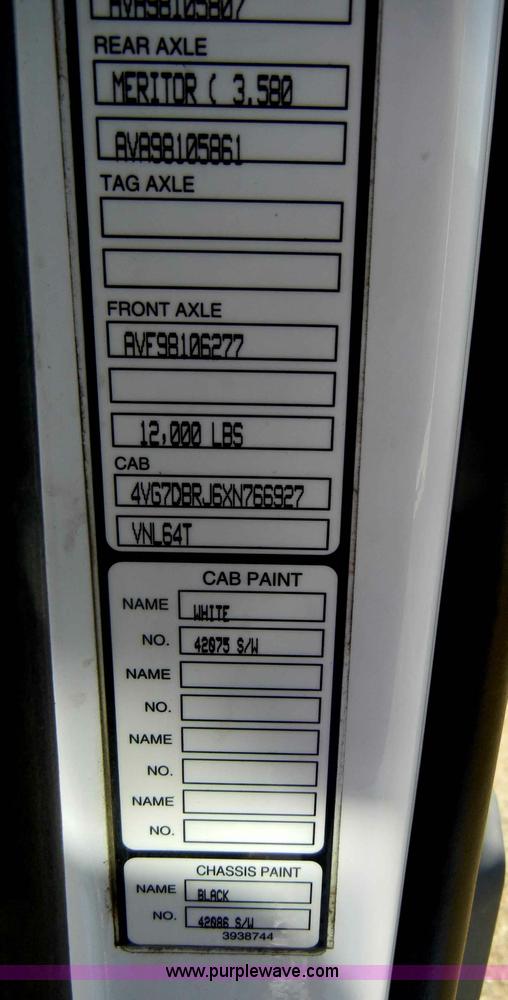 AVA98105807
REAR AXLE
MERITOR ( 3.580
AVA98105861
TAG AXLE
FRONT AXLE
AVF98106277
12,000 LBS
CAB
4VG7DBRJ6XN766927
VNL64T
CAB PAINT
NAME WHITE
NO. 42075 S/W
NAME
NO.
NAME
NO.
NAME
NO.
CHASSIS PAINT
NAME BLACK
NO. 42086 S/W
3938744
www.purplewave.com